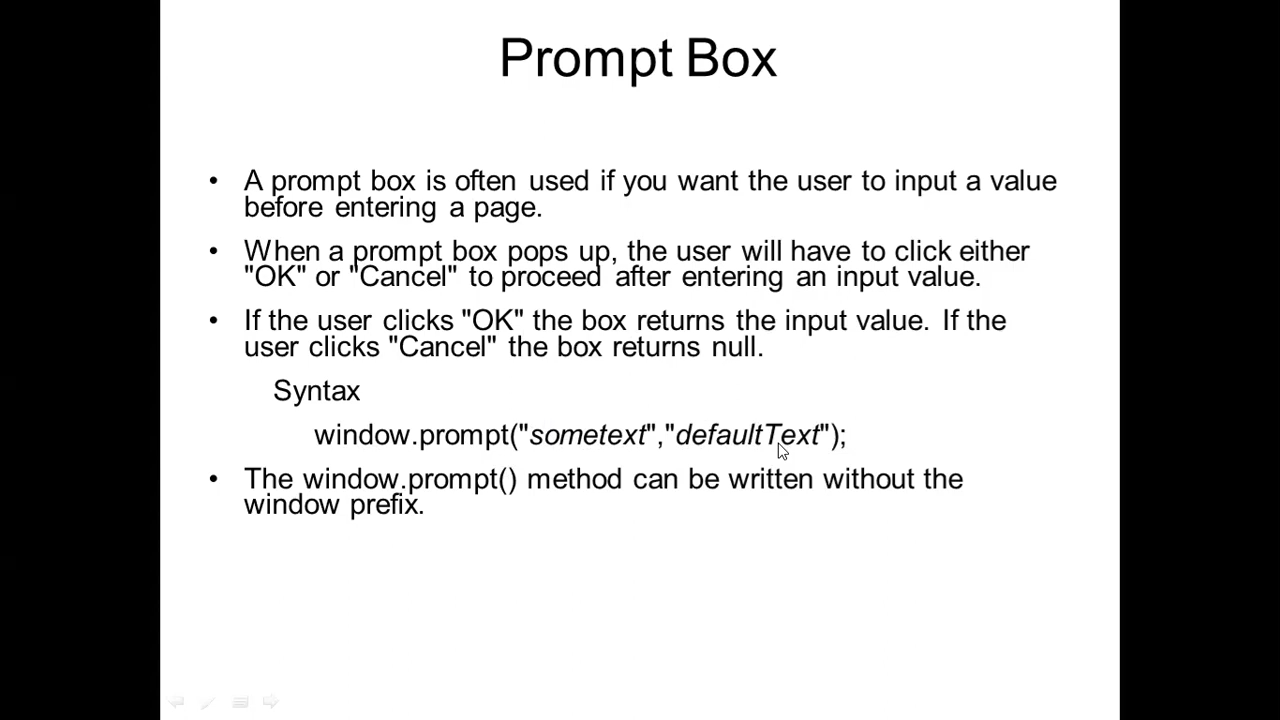 Prompt Box
• A prompt box is often used if you want the user to input a value
before entering a page.
• When a prompt box pops up, the user will have to click either
"OK" or "Cancel" to proceed after entering an input value.
• If the user clicks "OK" the box returns the input value. If the
user clicks "Cancel" the box returns null.
Syntax
window.prompt("sometext","defaultText");
• The window.prompt() method can be written without the
window prefix.